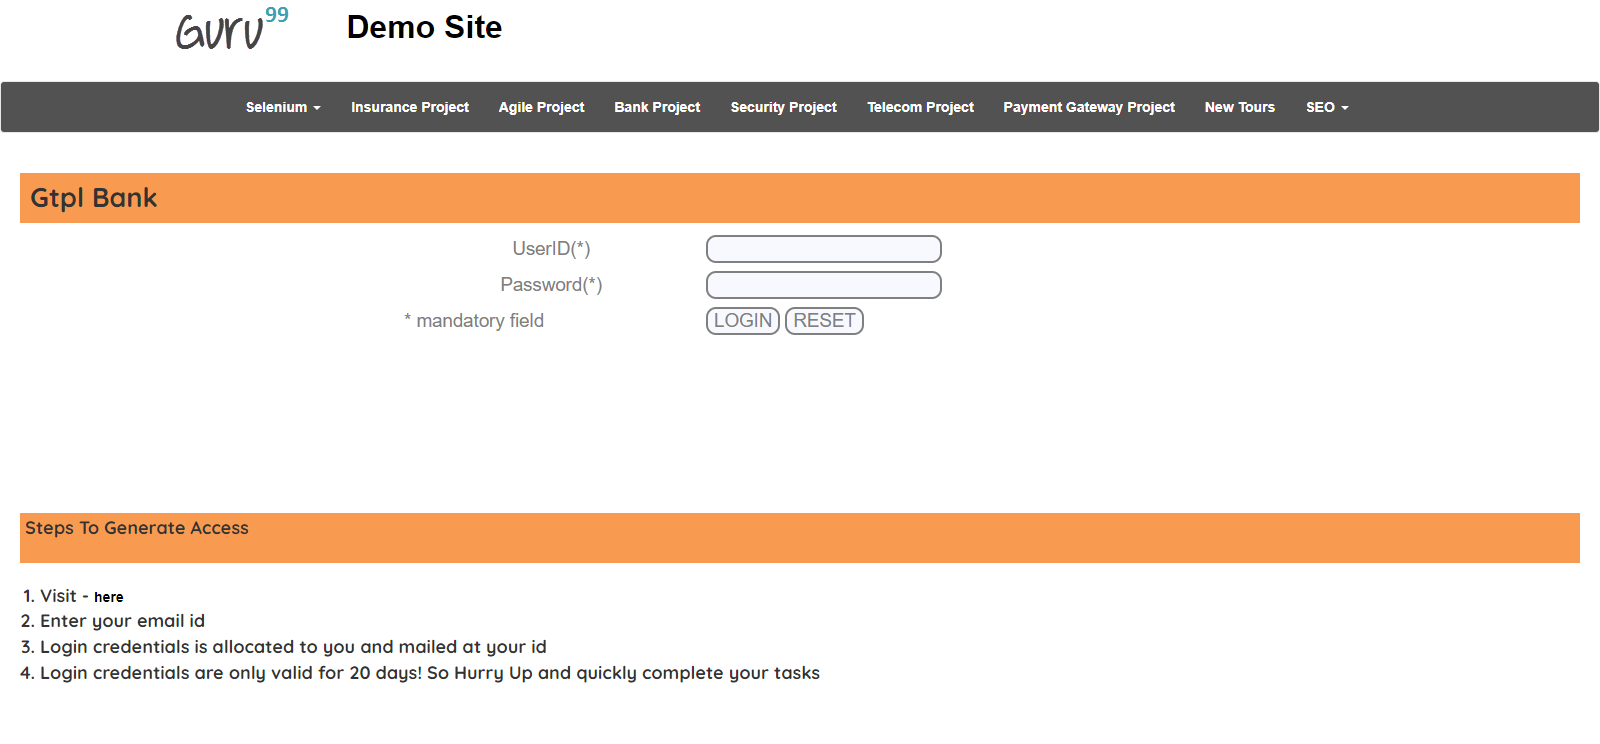 Guru99
Demo Site
Selenium Insurance Project Agile Project Bank Project Security Project Telecom Project Payment Gateway Project New Tours SEO
Gtpl Bank
UserID(*)
Password(*)
* mandatory field LOGIN RESET
Steps To Generate Access
1. Visit - here
2. Enter your email id
3. Login credentials is allocated to you and mailed at your id
4. Login credentials are only valid for 20 days! So Hurry Up and quickly complete your tasks